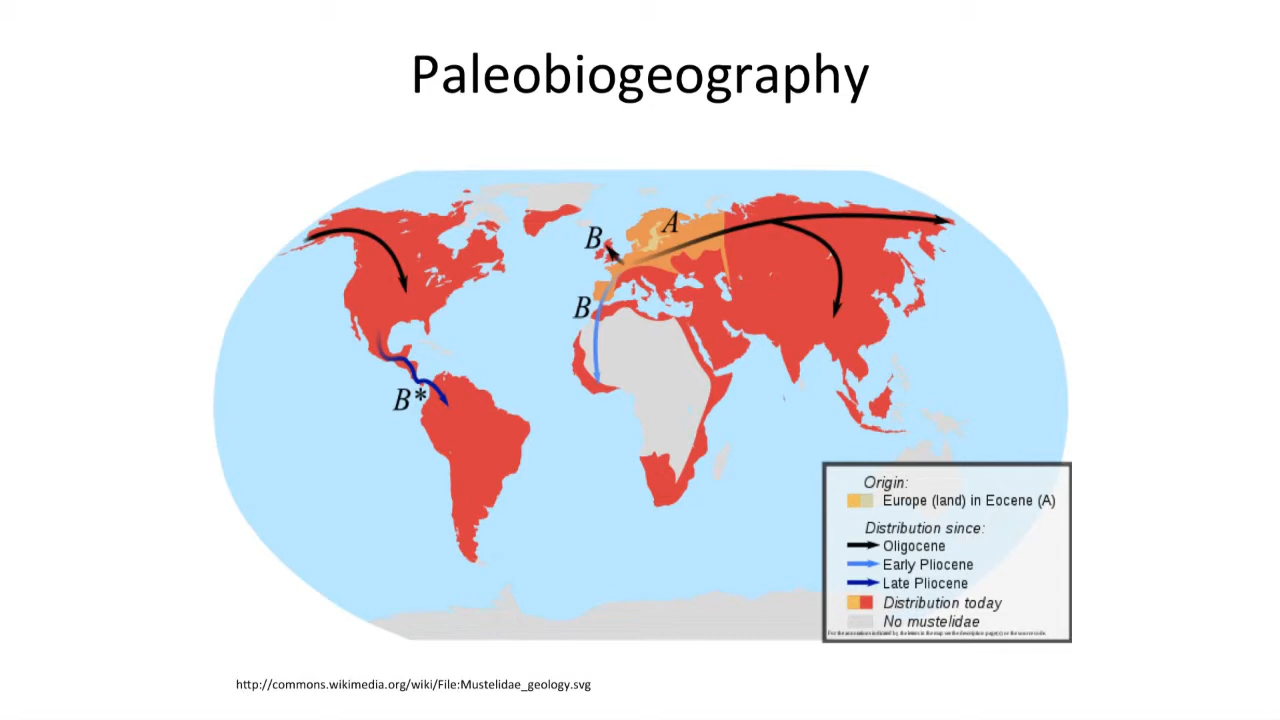 Paleobiogeography
A
B
B
B*
Origin:
Europe (land) in Eocene (A)
Distribution since:
Oligocene
Early Pliocene
Late Pliocene
Distribution today
No mustelidae
http://commons.wikimedia.org/wiki/File:Mustelidae_geology.svg